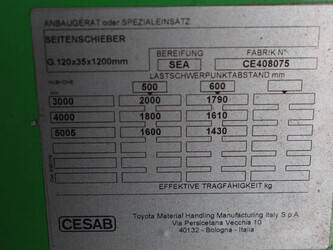 ANBAUGERÄT oder SPEZIALEINSATZ
SEITENSCHIEBER
G.120x35x1200mm
BEREIFUNG
SEA
FABRIK N°
CE408075
LASTSCHWERPUNKTABSTAND mm
HUBHÖHE
500 600
3000 2000 1790
4000 1800 1610
5005 1600 1430
EFFEKTIVE TRAGFÄHIGKEIT kg
CESAB
Toyota Material Handling Manufacturing Italy S.p.A
Via Persicetana Vecchia 10
40132 - Bologna - Italia